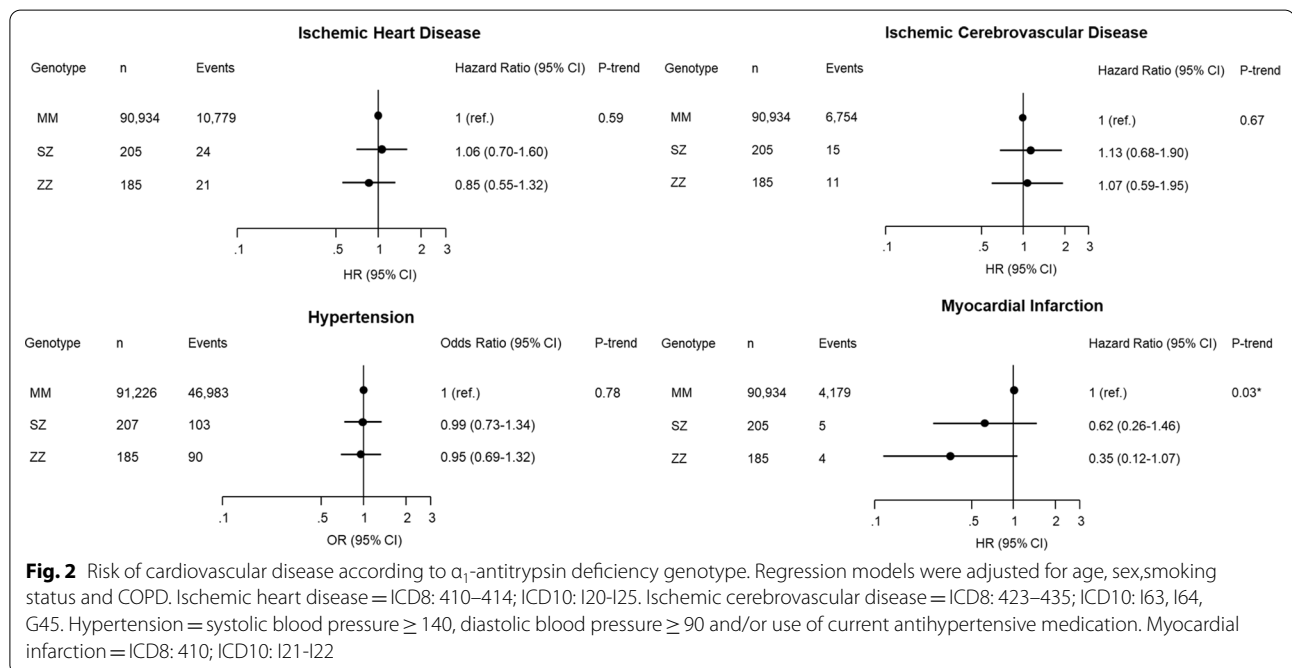 Ischemic Heart Disease
Genotype n Events Hazard Ratio (95% CI) P-trend
MM 90,934 10,779 1 (ref.) 0.59
SZ 205 24 1.06 (0.70-1.60)
ZZ 185 21 0.85 (0.55-1.32)
.1 .5 1 2 3
HR (95% CI)
Ischemic Cerebrovascular Disease
Genotype n Events Hazard Ratio (95% CI) P-trend
MM 90,934 6,754 1 (ref.) 0.67
SZ 205 15 1.13 (0.68-1.90)
ZZ 185 11 1.07 (0.59-1.95)
.1 .5 1 2 3
HR (95% CI)
Hypertension
Genotype n Events Odds Ratio (95% CI) P-trend
MM 91,226 46,983 1 (ref.) 0.78
SZ 207 103 0.99 (0.73-1.34)
ZZ 185 90 0.95 (0.69-1.32)
.1 .5 1 2 3
OR (95% CI)
Myocardial Infarction
Genotype n Events Hazard Ratio (95% CI) P-trend
MM 90,934 4,179 1 (ref.) 0.03*
SZ 205 5 0.62 (0.26-1.46)
ZZ 185 4 0.35 (0.12-1.07)
.1 .5 1 2 3
HR (95% CI)
Fig. 2 Risk of cardiovascular disease according to α₁-antitrypsin deficiency genotype. Regression models were adjusted for age, sex,smoking
status and COPD. Ischemic heart disease = ICD8: 410–414; ICD10: I20-I25. Ischemic cerebrovascular disease = ICD8: 423–435; ICD10: I63, I64,
G45. Hypertension = systolic blood pressure ≥ 140, diastolic blood pressure ≥ 90 and/or use of current antihypertensive medication. Myocardial
infarction = ICD8: 410; ICD10: I21-I22